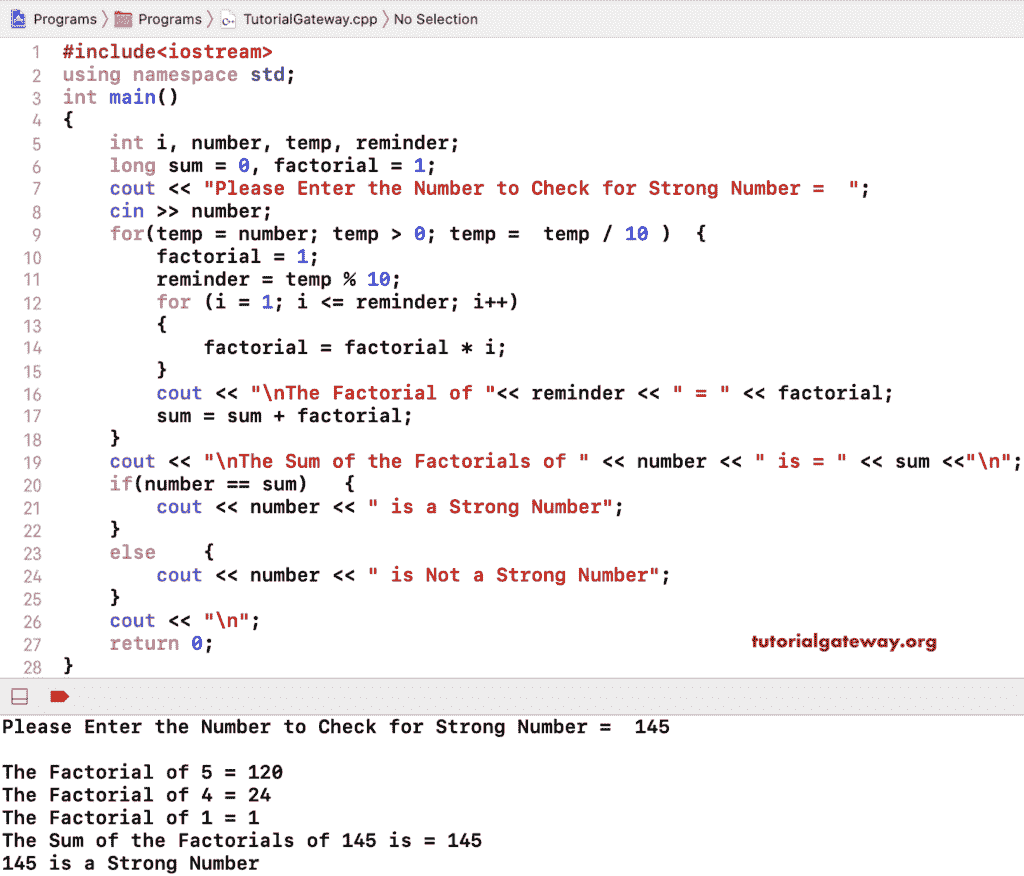 Programs 〉 Programs 〉 TutorialGateway.cpp 〉 No Selection
1 #include<iostream>
2 using namespace std;
3 int main()
4 {
5     int i, number, temp, reminder;
6     long sum = 0, factorial = 1;
7     cout << "Please Enter the Number to Check for Strong Number =  ";
8     cin >> number;
9     for(temp = number; temp > 0; temp =  temp / 10 )  {
10         factorial = 1;
11         reminder = temp % 10;
12         for (i = 1; i <= reminder; i++)
13         {
14             factorial = factorial * i;
15         }
16         cout << "\nThe Factorial of "<< reminder << " = " << factorial;
17         sum = sum + factorial;
18     }
19     cout << "\nThe Sum of the Factorials of " << number << " is = " << sum <<"\n";
20     if(number == sum)   {
21         cout << number << " is a Strong Number";
22     }
23     else    {
24         cout << number << " is Not a Strong Number";
25     }
26     cout << "\n";
27     return 0;
tutorialgateway.org
28 }
Please Enter the Number to Check for Strong Number =  145
The Factorial of 5 = 120
The Factorial of 4 = 24
The Factorial of 1 = 1
The Sum of the Factorials of 145 is = 145
145 is a Strong Number